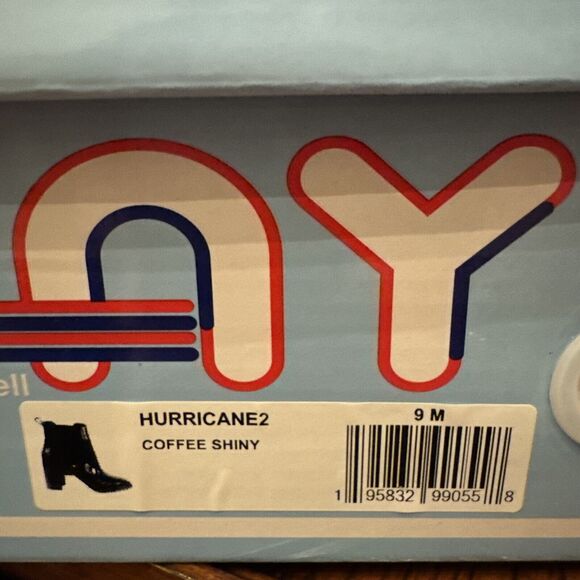 AY
ell
HURRICANE2
9 M
COFFEE SHINY
1 95832 99055 8